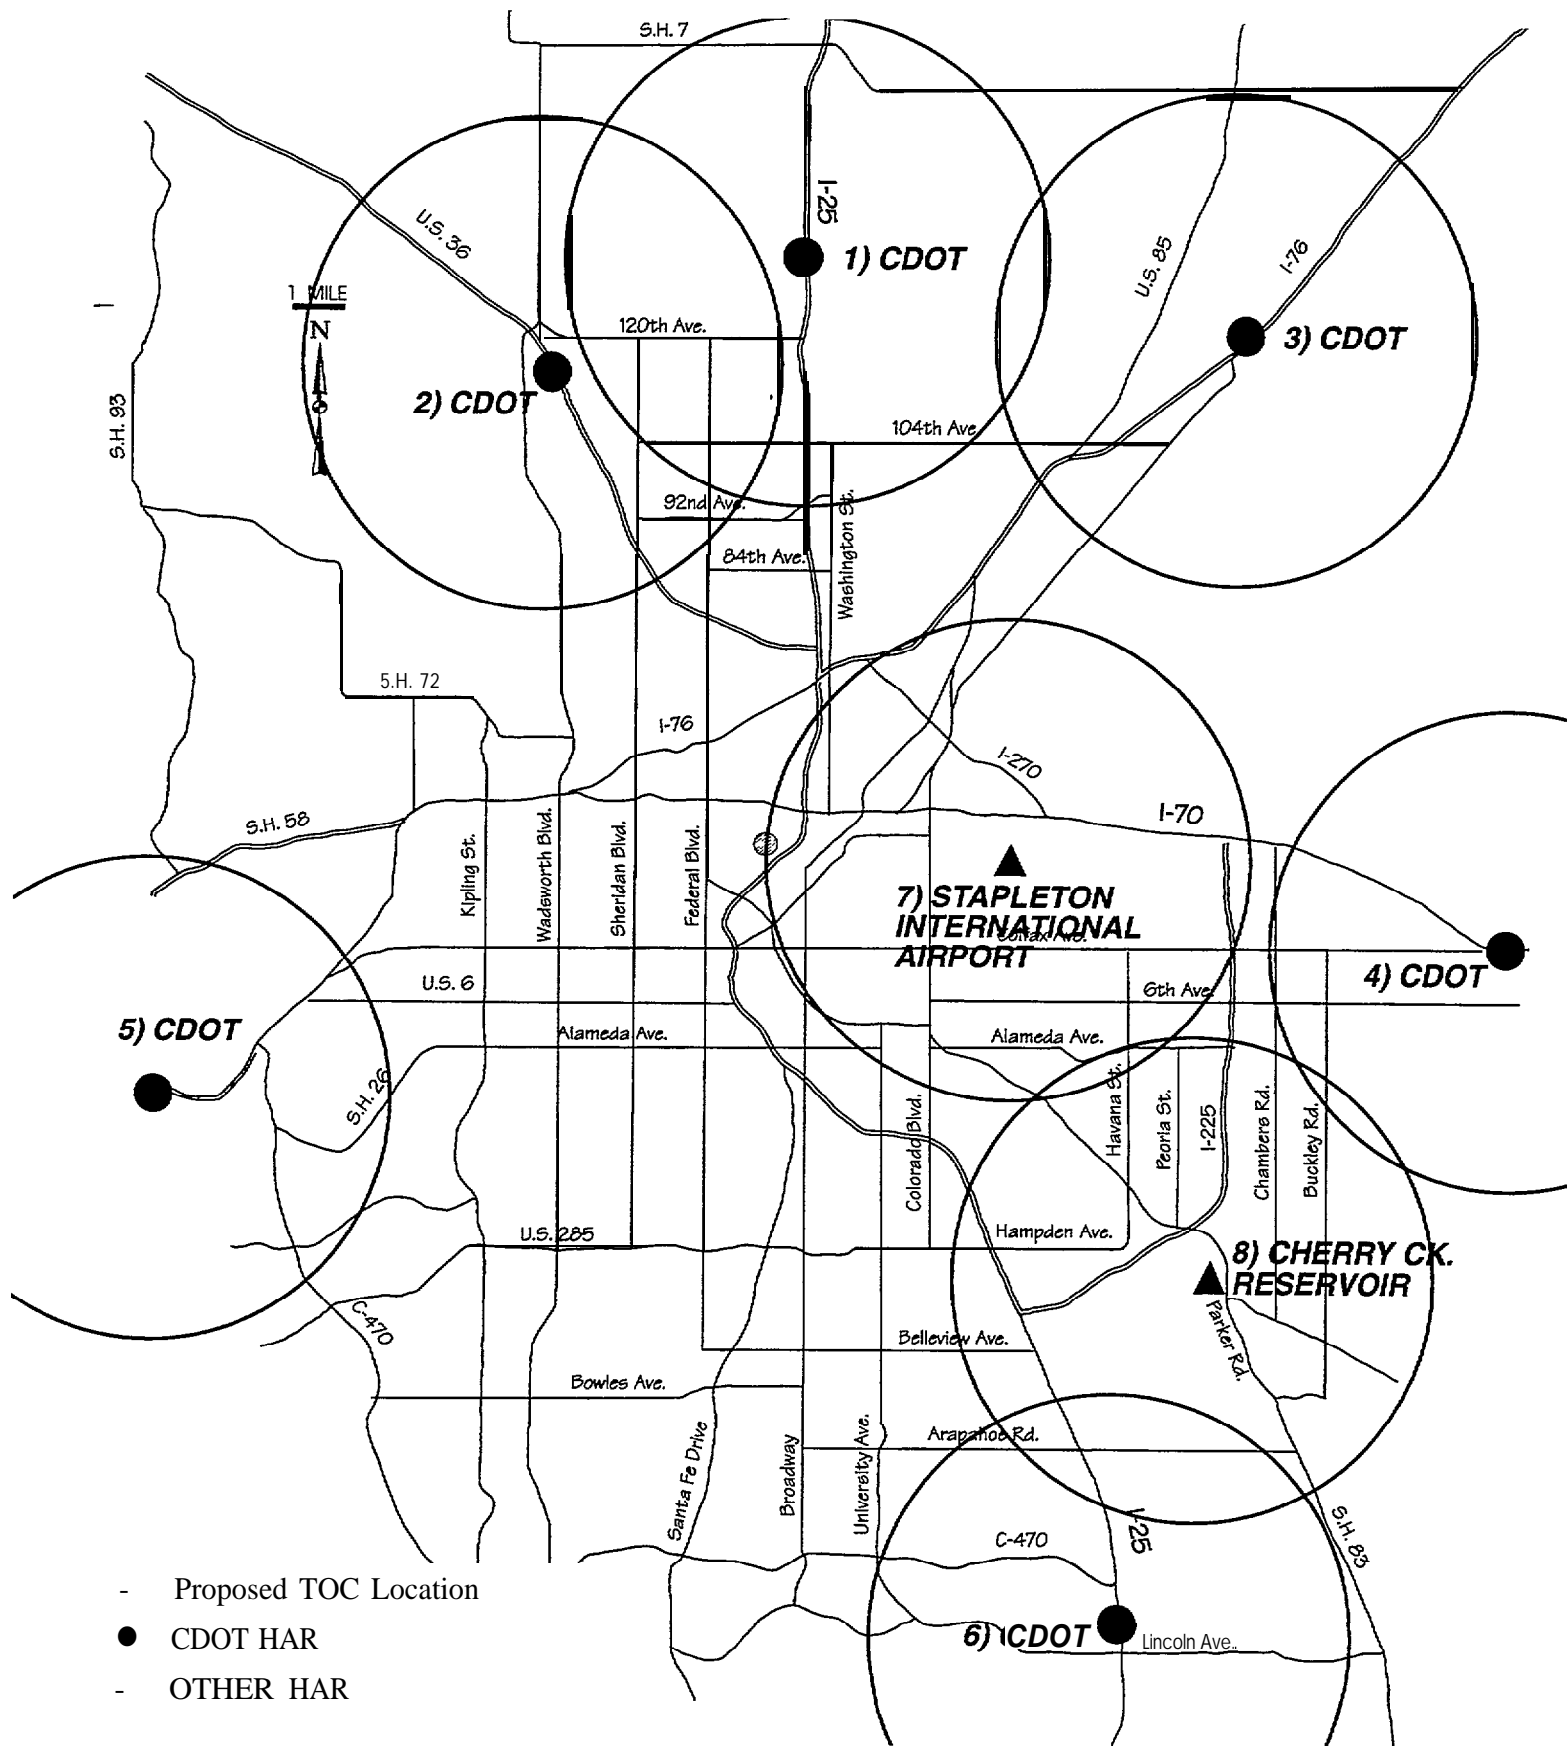 S.H. 7
I-25
U.S. 36
1) CDOT
U.S. 85
I-76
1 MILE
N
120th Ave.
3) CDOT
2) CDOT
S.H. 93
104th Ave
92nd Ave.
84th Ave.
Washington St.
5.H. 72
I-76
I-270
S.H. 58
I-70
Kipling St.
Wadsworth Blvd.
Sheridan Blvd.
Federal Blvd.
7) STAPLETON
INTERNATIONAL
Colfax Ave.
AIRPORT
4) CDOT
U.S. 6
6th Ave.
5) CDOT
Alameda Ave.
Alameda Ave.
S.H. 26
Colorado Blvd.
Havana St.
Peoria St.
I-225
Chambers Rd.
Buckley Rd.
U.S. 285
Hampden Ave.
8) CHERRY CK.
RESERVOIR
C-470
Parker Rd.
Belleview Ave.
Bowles Ave.
Santa Fe Drive
Broadway
University Ave.
Arapahoe Rd.
I-25
S.H. 83
C-470
6) CDOT
Lincoln Ave..
- Proposed TOC Location
● CDOT HAR
- OTHER HAR